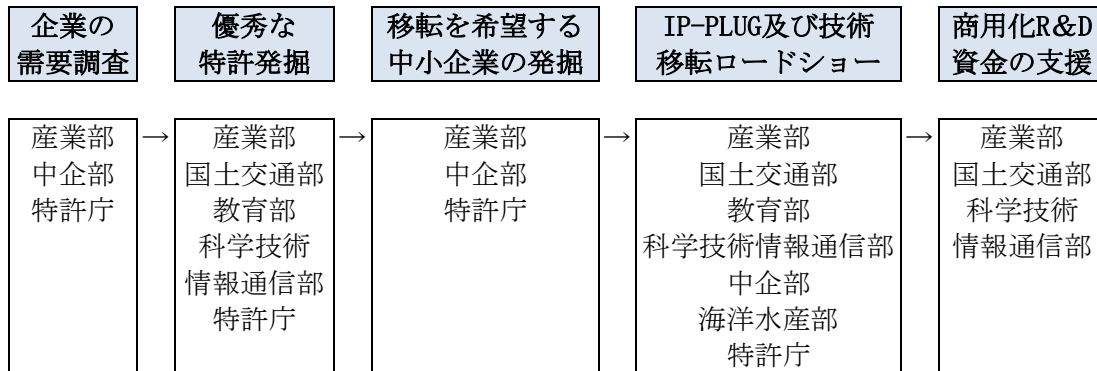 企業の
需要調査
優秀な
特許発掘
移転を希望する
中小企業の発掘
IP-PLUG及び技術
移転ロードショー
商用化R＆D
資金の支援
産業部
中企部
特許庁
→
産業部
国土交通部
教育部
科学技術
情報通信部
特許庁
→
産業部
中企部
特許庁
→
産業部
国土交通部
教育部
科学技術情報通信部
中企部
海洋水産部
特許庁
→
産業部
国土交通部
科学技術
情報通信部